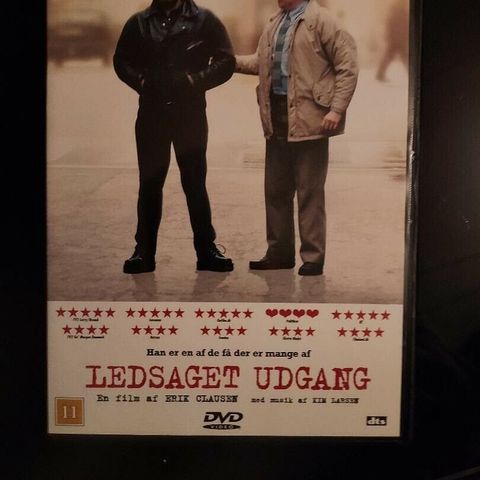 Han er en af de få der er mange af
LEDSAGET UDGANG
En film af ERIK CLAUSEN med musik af KIM LARSEN
11
DVD
VIDEO
dts